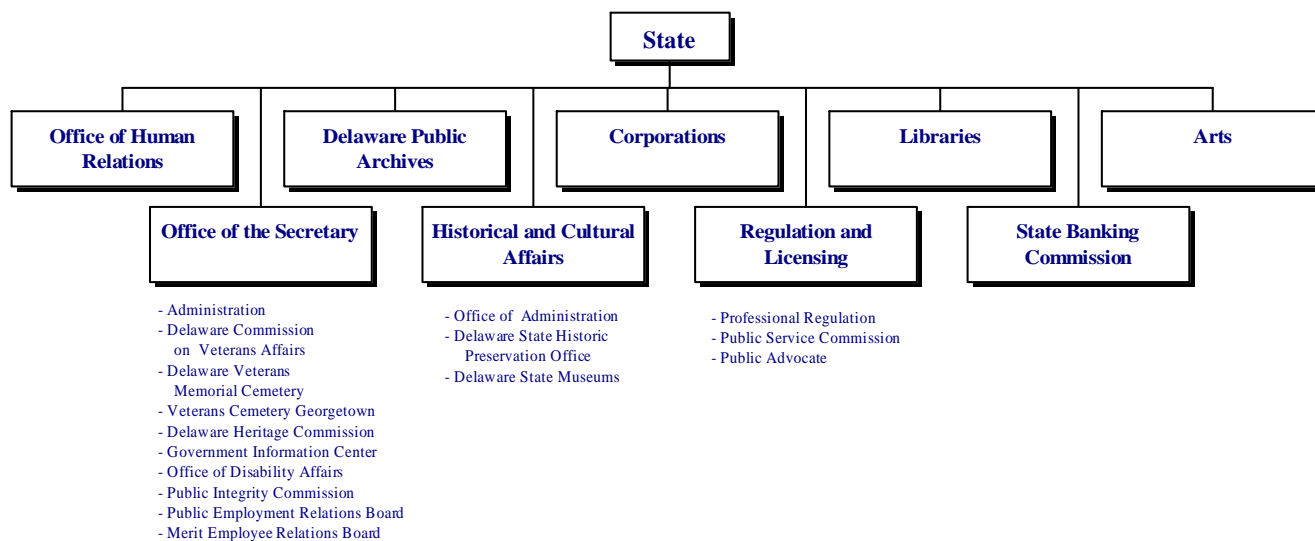 State
Office of Human
Relations
Delaware Public
Archives
Corporations
Libraries
Arts
Office of the Secretary
Historical and Cultural
Affairs
Regulation and
Licensing
State Banking
Commission
- Administration
- Delaware Commission
on Veterans Affairs
- Delaware Veterans
Memorial Cemetery
- Veterans Cemetery Georgetown
- Delaware Heritage Commission
- Government Information Center
- Office of Disability Affairs
- Public Integrity Commission
- Public Employment Relations Board
- Merit Employee Relations Board
- Office of Administration
- Delaware State Historic
Preservation Office
- Delaware State Museums
- Professional Regulation
- Public Service Commission
- Public Advocate